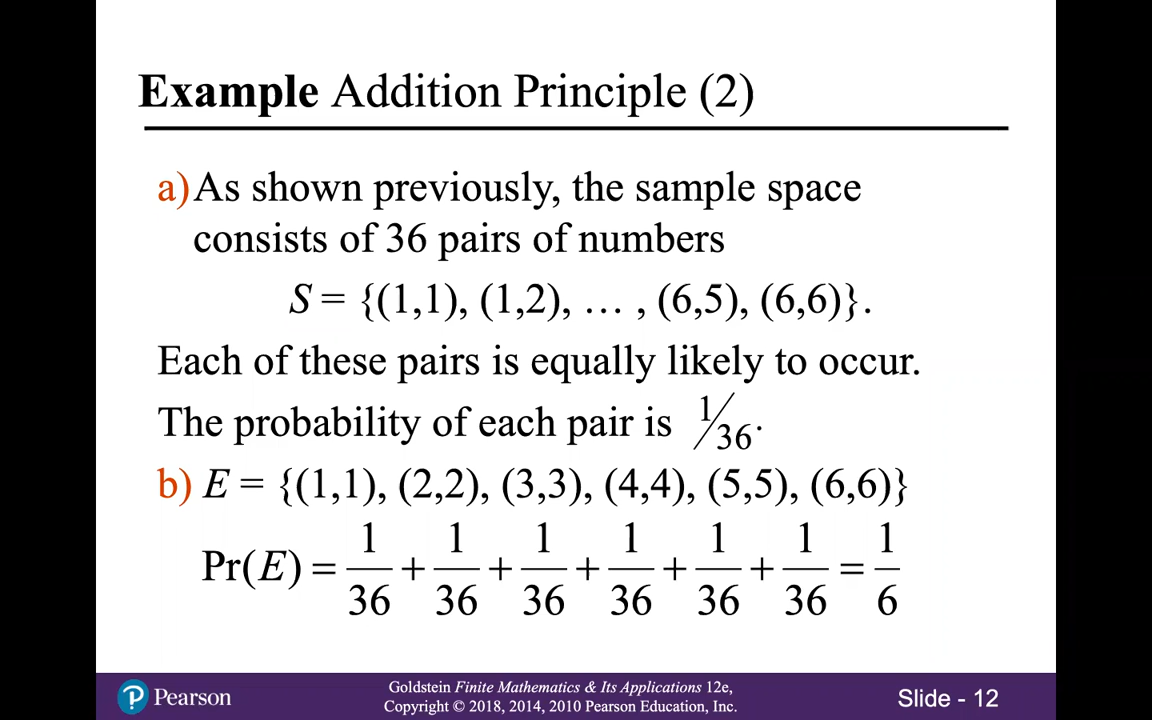 Example Addition Principle (2)
a) As shown previously, the sample space
consists of 36 pairs of numbers
S = {(1,1), (1,2), … , (6,5), (6,6)}.
Each of these pairs is equally likely to occur.
The probability of each pair is 1/36.
b) E = {(1,1), (2,2), (3,3), (4,4), (5,5), (6,6)}
Pr(E) = 1/36 + 1/36 + 1/36 + 1/36 + 1/36 + 1/36 = 1/6
P Pearson
Goldstein Finite Mathematics & Its Applications 12e,
Copyright © 2018, 2014, 2010 Pearson Education, Inc.
Slide - 12